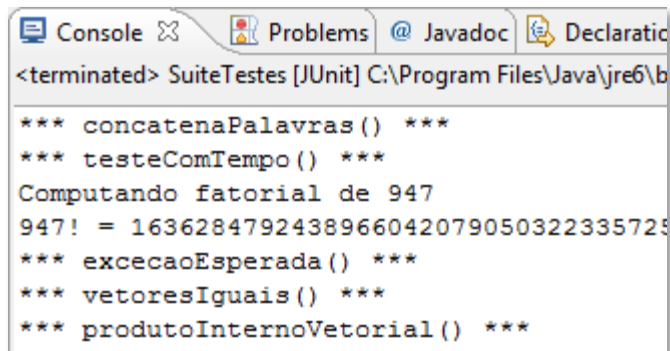 Console Problems @ Javadoc Declaratio
<terminated> SuiteTestes [JUnit] C:\Program Files\Java\jre6\b
*** concatenaPalavras() ***
*** testeComTempo() ***
Computando fatorial de 947
947! = 1636284792438966042079050322335725
*** excecaoEsperada() ***
*** vetoresIguais() ***
*** produtoInternoVetorial() ***